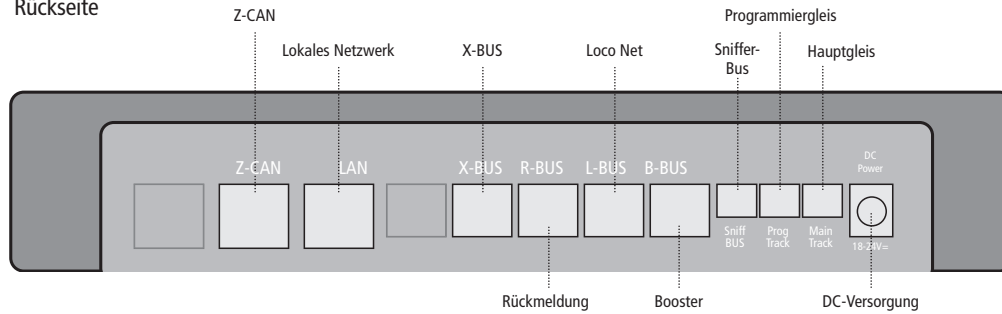 Rückseite
Z-CAN
Programmiergleis
Lokales Netzwerk
X-BUS
Loco Net
Sniffer-
Bus
Hauptgleis
Z-CAN
LAN
X-BUS
R-BUS
L-BUS
B-BUS
DC
Power
Sniff
BUS
Prog
Track
Main
Track
18-24V=
Rückmeldung
Booster
DC-Versorgung